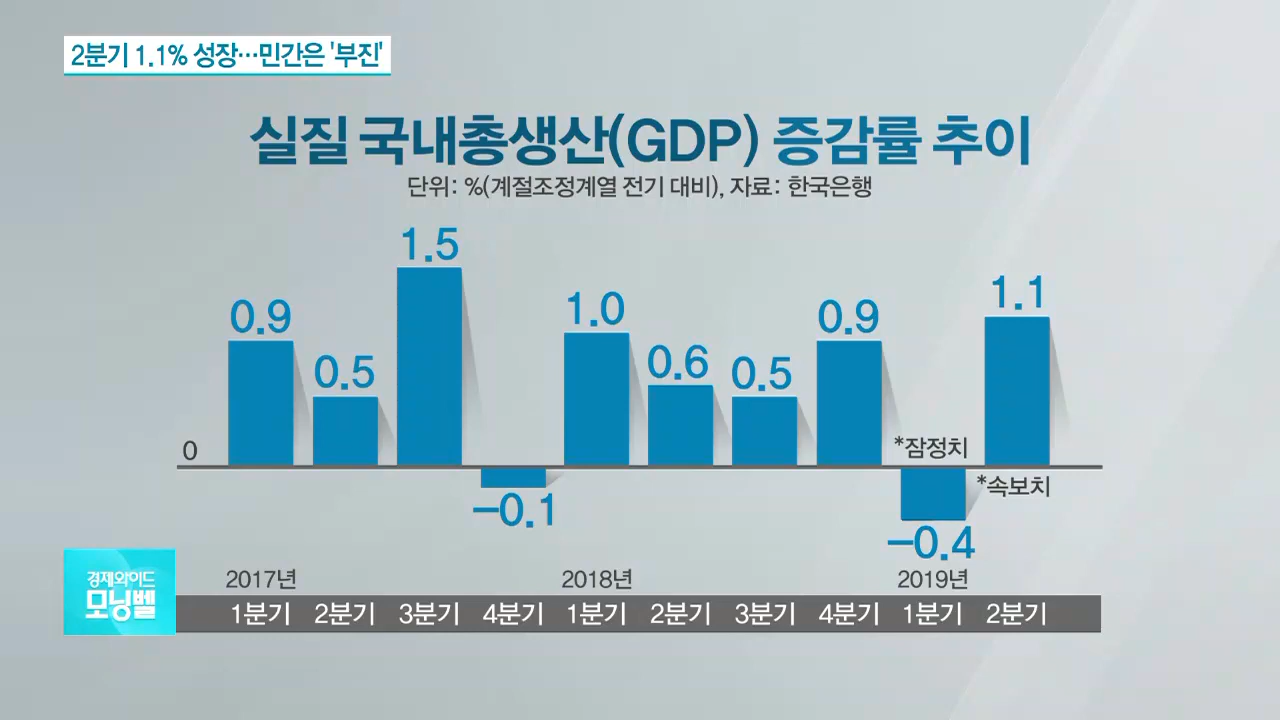 2분기 1.1% 성장…민간은 '부진'
실질 국내총생산(GDP) 증감률 추이
단위: %(계절조정계열 전기 대비), 자료: 한국은행
0.9
0.5
1.5
-0.1
1.0
0.6
0.5
0.9
-0.4
1.1
0
*잠정치
*속보치
2017년 2018년 2019년
1분기 2분기 3분기 4분기 1분기 2분기 3분기 4분기 1분기 2분기
경제와이드
모닝벨